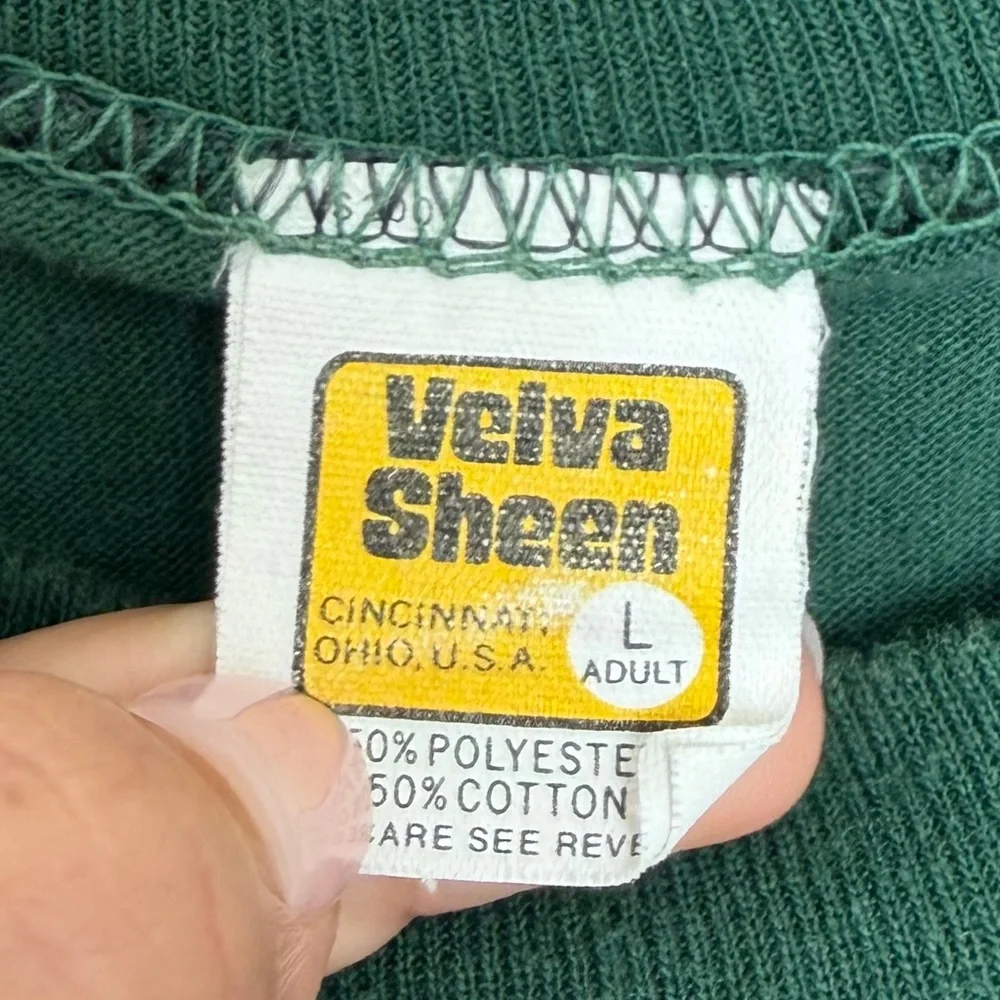 Velva
Sheen
CINCINNATI,
OHIO, U.S.A.
L
ADULT
50% POLYESTE
50% COTTON
CARE SEE REVE